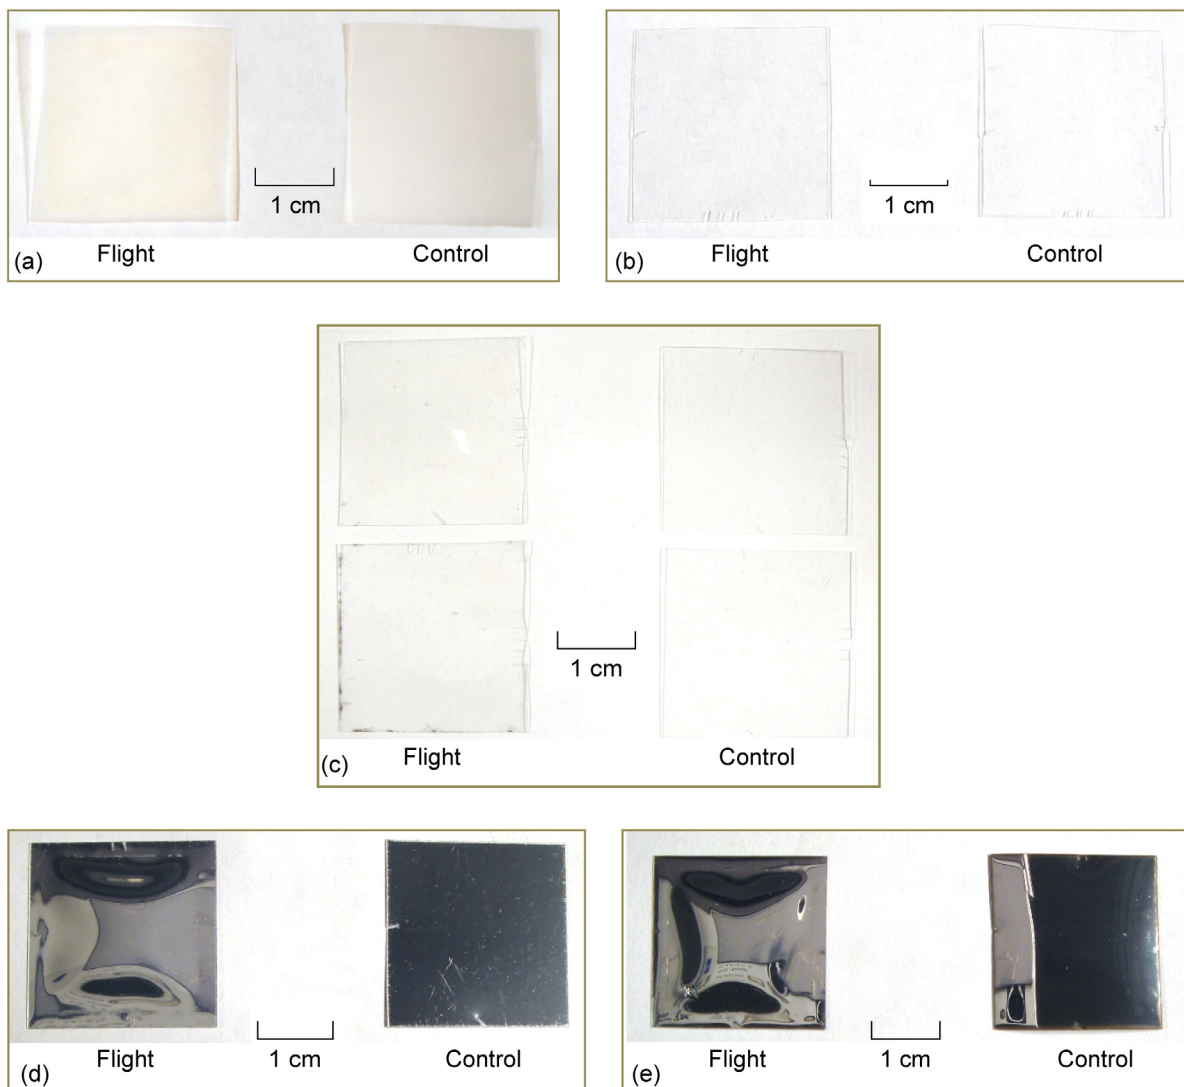 1 cm
Flight
Control
(a)
1 cm
Flight
Control
(b)
1 cm
Flight
Control
(c)
1 cm
Flight
Control
(d)
1 cm
Flight
Control
(e)